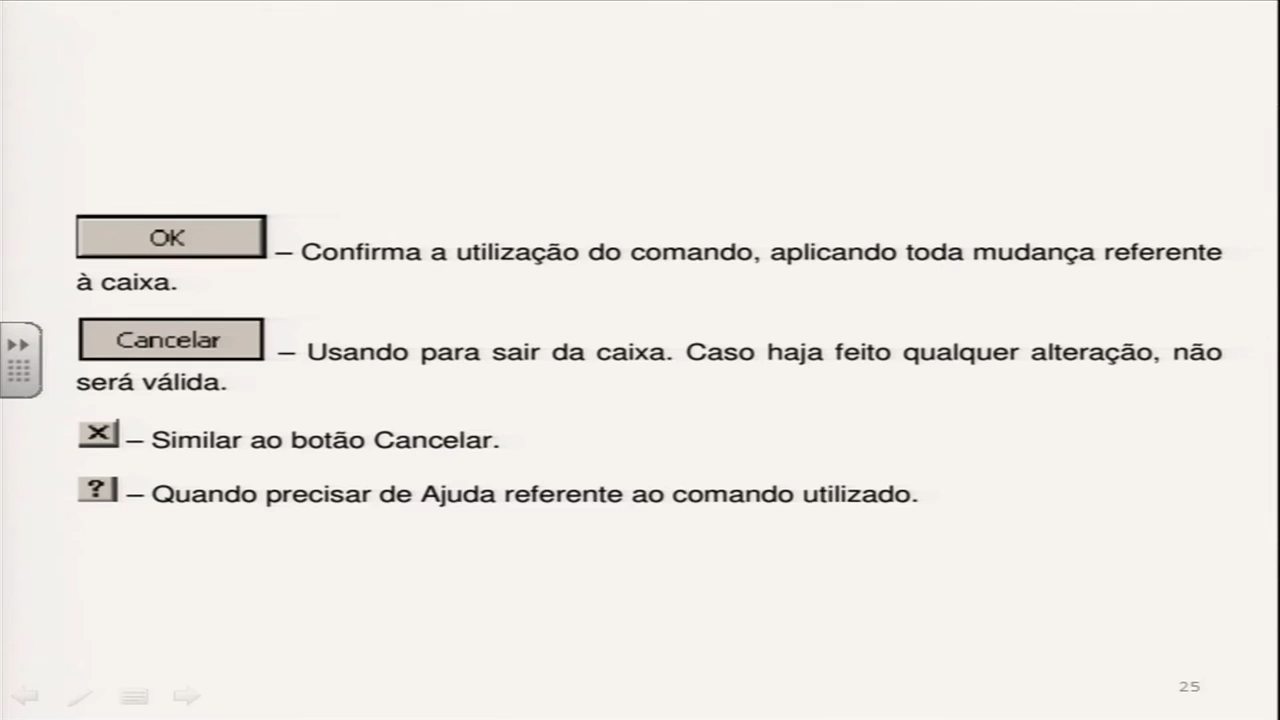 OK – Confirma a utilização do comando, aplicando toda mudança referente
à caixa.
Cancelar – Usando para sair da caixa. Caso haja feito qualquer alteração, não
será válida.
X – Similar ao botão Cancelar.
? – Quando precisar de Ajuda referente ao comando utilizado.
25